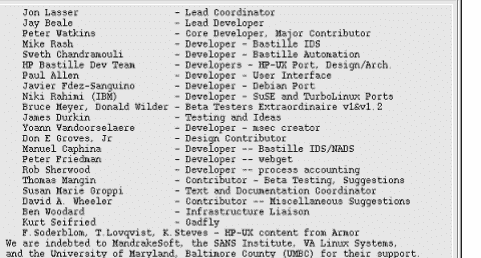 Jon Lasser - Lead Coordinator
Jay Beale - Lead Developer
Peter Watkins - Core Developer, Major Contributor
Mike Rash - Developer - Bastille IDS
Sveth Chandramouli - Developer - Bastille Automation
HP Bastille Dev Team - Developers - HP-UX Port, Design/Arch.
Paul Allen - Developer - User Interface
Javier Fdez-Sanguino - Developer - Debian Port
Niki Rahimi (IBM) - Developer - SuSE and TurboLinux Ports
Bruce Meyer, Donald Wilder - Beta Testers Extraordinaire v1&v1.2
James Durkin - Testing and Ideas
Yoann Vandoorselaere - Developer - msec creator
Don E Groves, Jr - Design Contributor
Manuel Caphina - Developer -- Bastille IDS/NADS
Peter Friedman - Developer -- webget
Rob Sherwood - Developer -- process accounting
Thomas Mangin - Contributor - Beta Testing, Suggestions
Susan Marie Groppi - Text and Documentation Coordinator
David A. Wheeler - Contributor -- Miscellaneous Suggestions
Ben Woodard - Infrastructure Liaison
Kurt Seifried - Gadfly
F.Soderblom, T.Lovqvist, K.Steves - HP-UX content from Armor
We are indebted to MandrakeSoft, the SANS Institute, VA Linux Systems,
and the University of Maryland, Baltimore County (UMBC) for their support.